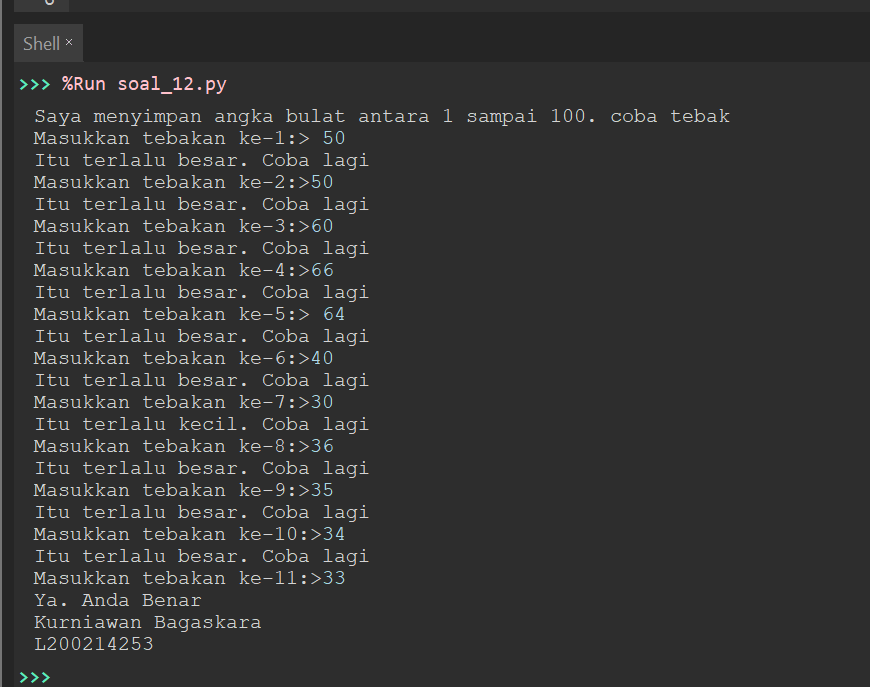 Shell ×
>>> %Run soal_12.py
Saya menyimpan angka bulat antara 1 sampai 100. coba tebak
Masukkan tebakan ke-1:> 50
Itu terlalu besar. Coba lagi
Masukkan tebakan ke-2:>50
Itu terlalu besar. Coba lagi
Masukkan tebakan ke-3:>60
Itu terlalu besar. Coba lagi
Masukkan tebakan ke-4:>66
Itu terlalu besar. Coba lagi
Masukkan tebakan ke-5:> 64
Itu terlalu besar. Coba lagi
Masukkan tebakan ke-6:>40
Itu terlalu besar. Coba lagi
Masukkan tebakan ke-7:>30
Itu terlalu kecil. Coba lagi
Masukkan tebakan ke-8:>36
Itu terlalu besar. Coba lagi
Masukkan tebakan ke-9:>35
Itu terlalu besar. Coba lagi
Masukkan tebakan ke-10:>34
Itu terlalu besar. Coba lagi
Masukkan tebakan ke-11:>33
Ya. Anda Benar
Kurniawan Bagaskara
L200214253
>>>